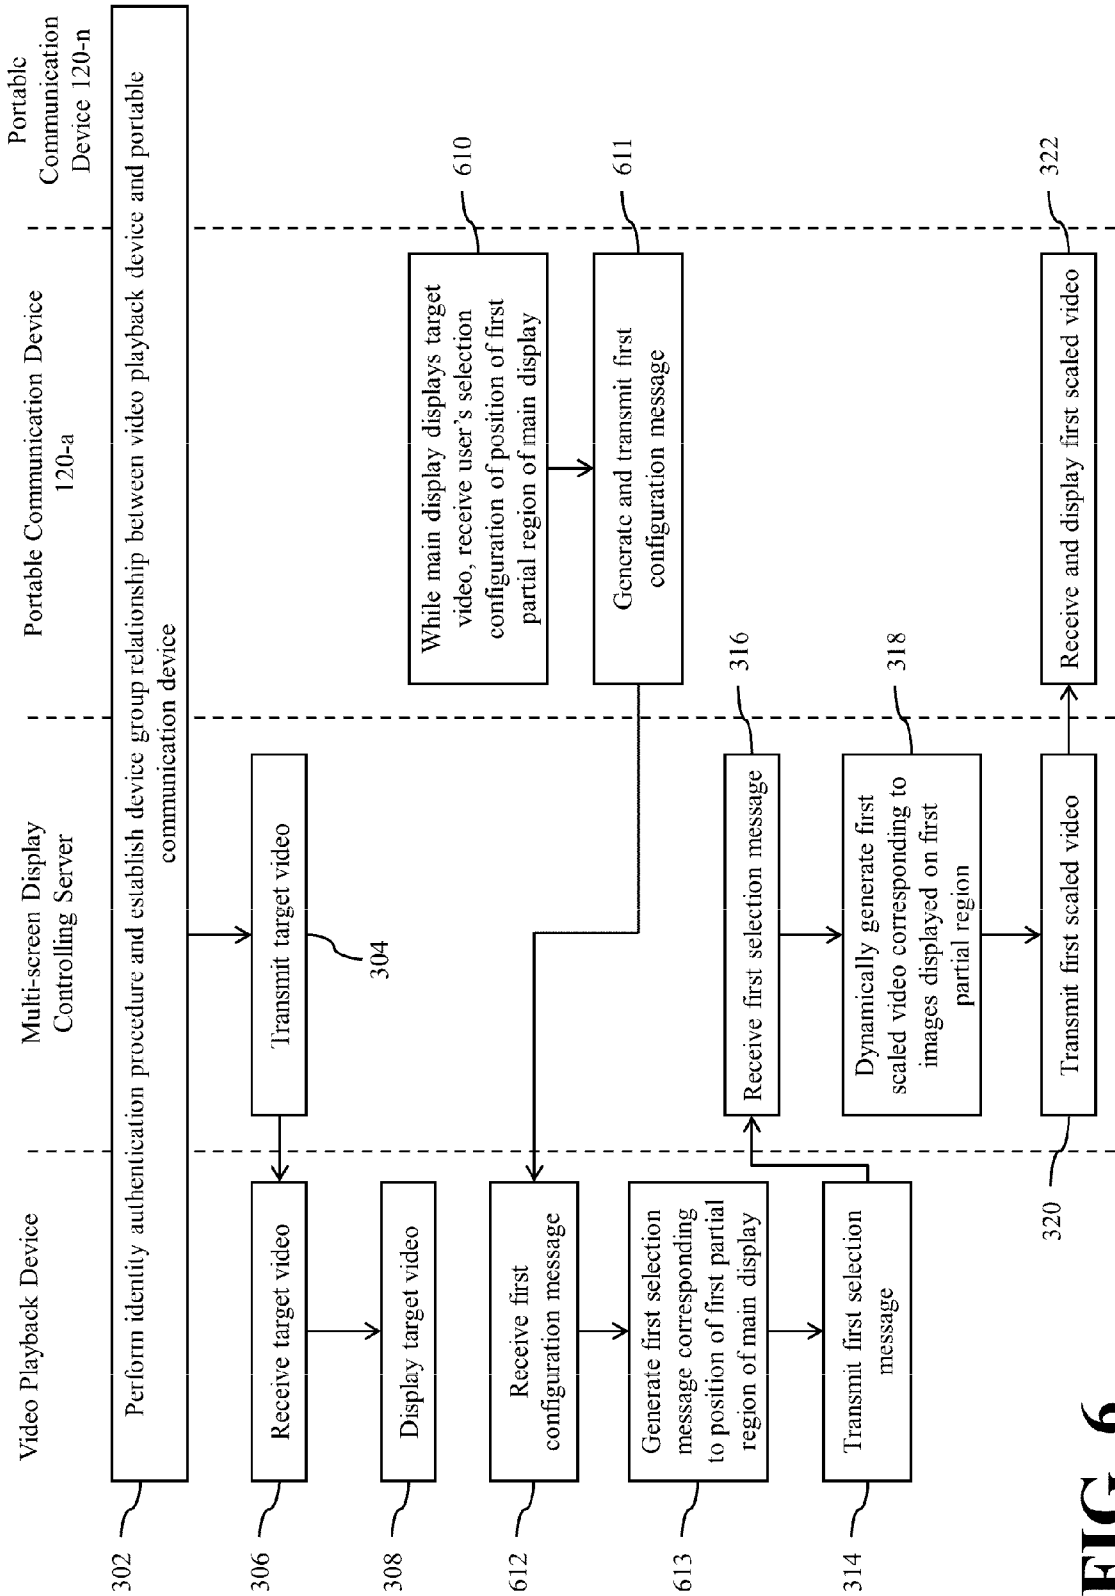 Video Playback Device
Multi-screen Display
Controlling Server
Portable Communication Device
120-a
Portable
Communication
Device 120-n
302
Perform identity authentication procedure and establish device group relationship between video playback device and portable
communication device
Transmit target video
304
306
Receive target video
308
Display target video
While main display displays target
video, receive user's selection
configuration of position of first
partial region of main display
610
Generate and transmit first
configuration message
611
612
Receive first
configuration message
613
Generate first selection
message corresponding
to position of first partial
region of main display
314
Transmit first selection
message
Receive first selection message
316
Dynamically generate first
scaled video corresponding to
images displayed on first
partial region
318
Transmit first scaled video
320
Receive and display first scaled video
322
FIG. 6